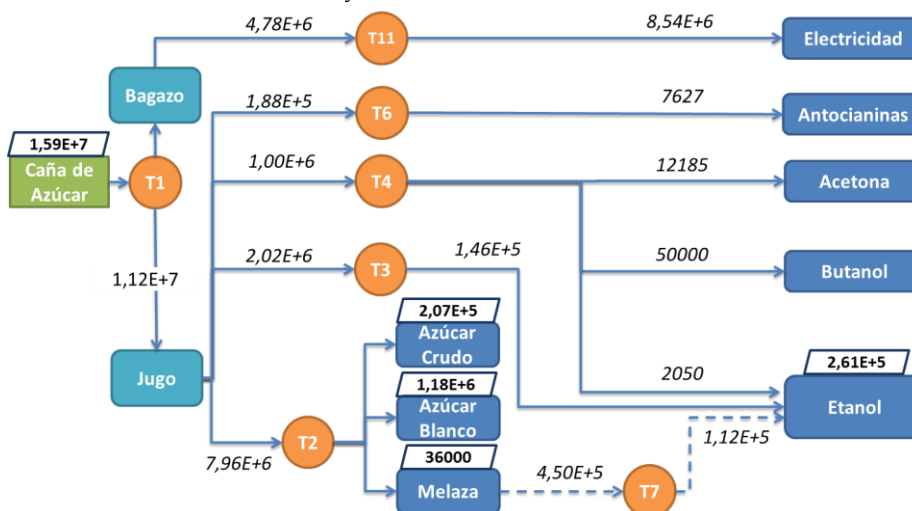 4,78E+6
T11
8,54E+6
Electricidad
Bagazo
1,88E+5
T6
7627
Antocianinas
1,59E+7
Caña de
Azúcar
T1
1,00E+6
T4
12185
Acetona
1,12E+7
2,02E+6
T3
1,46E+5
50000
Butanol
2,07E+5
Azúcar
Crudo
Jugo
1,18E+6
Azúcar
Blanco
2050
2,61E+5
Etanol
7,96E+6
T2
36000
Melaza
4,50E+5
T7
1,12E+5